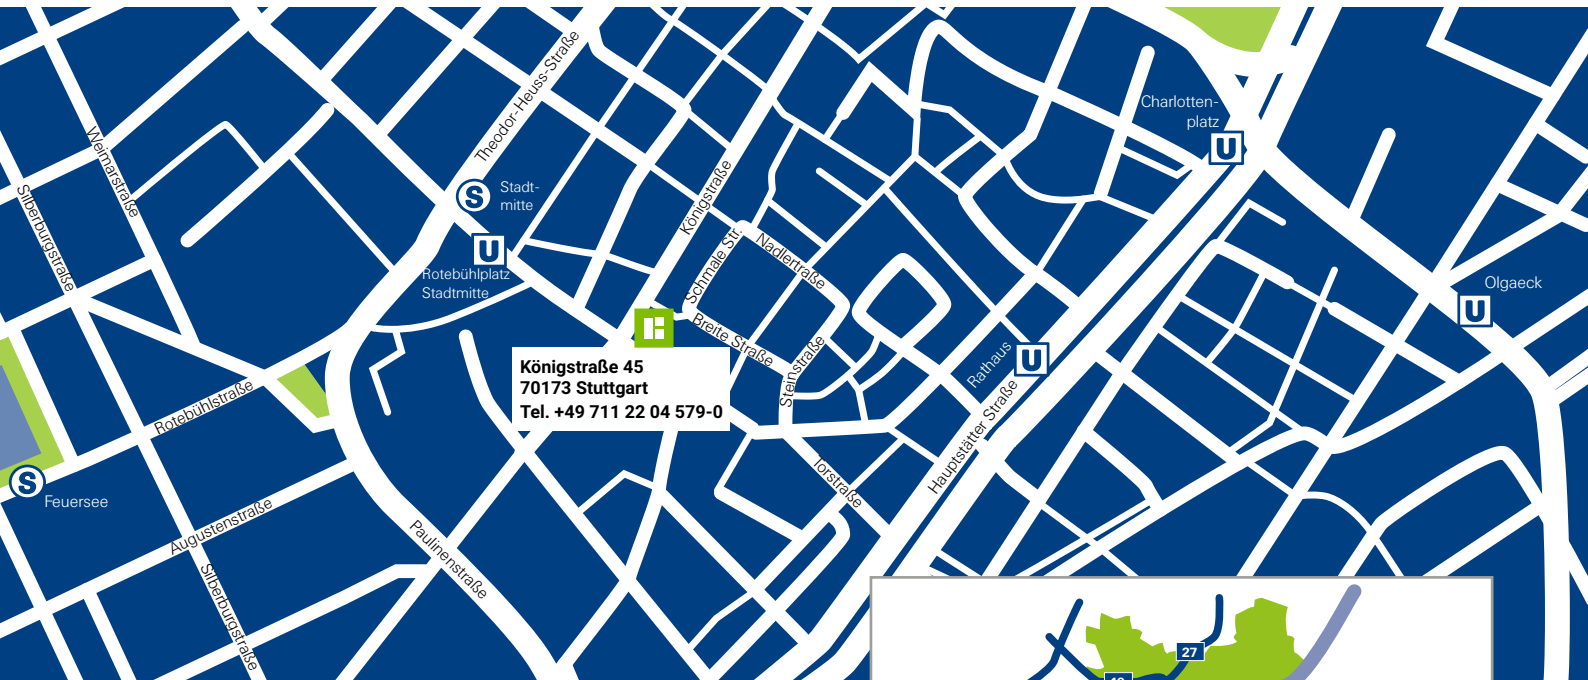 Theodor-Heuss-Straße
Weimarstraße
Silberburgstraße
Charlotten-
platz
U
S
Stadt-
mitte
U
Rotebühlplatz
Stadtmitte
Königstraße
Schmale Str.
Nadlertraße
Breite Straße
Steinstraße
Olgaeck
U
Rathaus
U
Hauptstätter Straße
Königstraße 45
70173 Stuttgart
Tel. +49 711 22 04 579-0
Rotebühlstraße
S
Feuersee
Augustenstraße
Silberburgstraße
Paulinenstraße
Torstraße
27